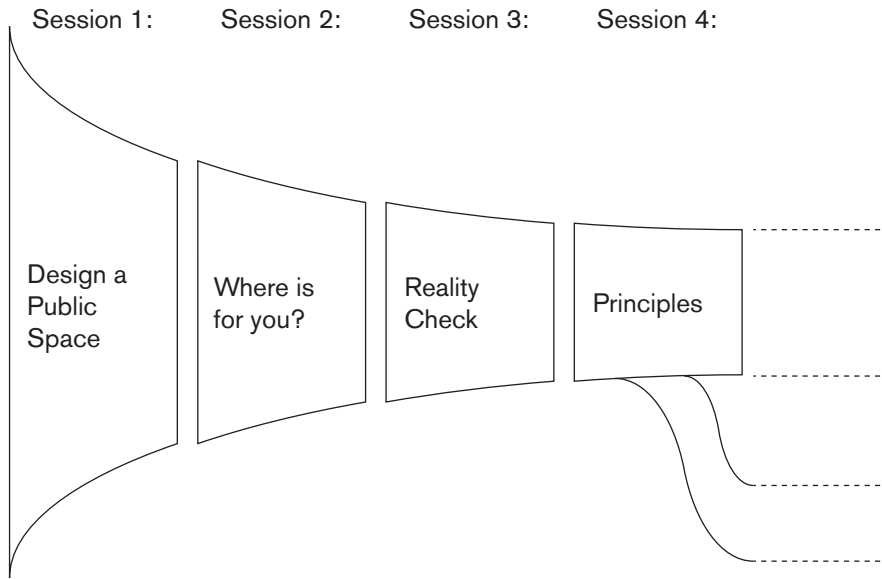 Session 1:
Session 2:
Session 3:
Session 4:
Design a
Public
Space
Where is
for you?
Reality
Check
Principles